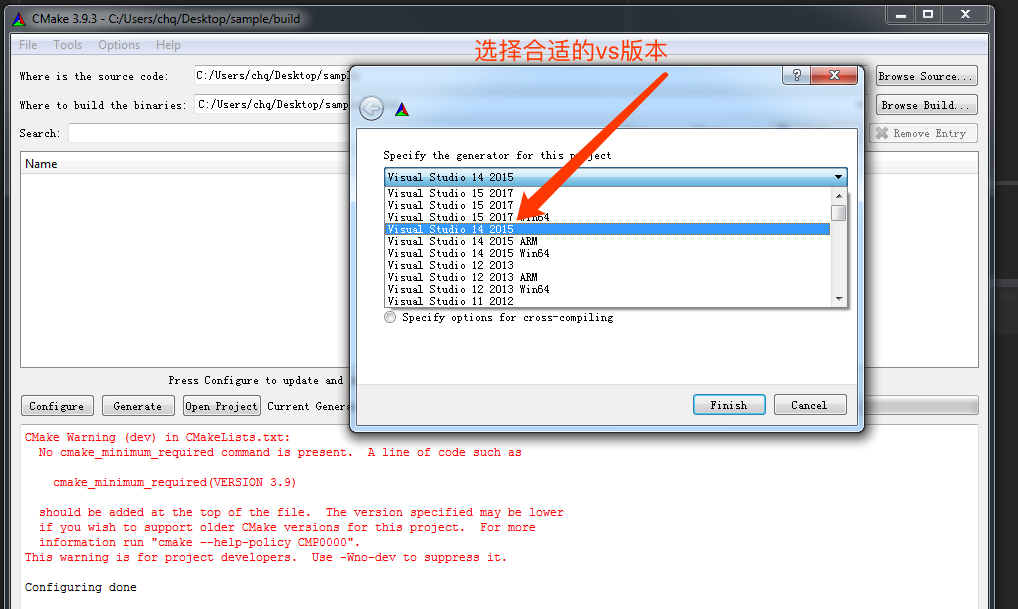 CMake 3.9.3 - C:/Users/chq/Desktop/sample/build
File Tools Options Help
选择合适的vs版本
Where is the source code: C:/Users/chq/Desktop/samp
Browse Source...
Where to build the binaries: C:/Users/chq/Desktop/samp
Browse Build...
Search:
Remove Entry
Name
Specify the generator for this project
Visual Studio 14 2015
Visual Studio 15 2017
Visual Studio 15 2017
Visual Studio 15 2017 Win64
Visual Studio 14 2015
Visual Studio 14 2015 ARM
Visual Studio 14 2015 Win64
Visual Studio 12 2013
Visual Studio 12 2013 ARM
Visual Studio 12 2013 Win64
Visual Studio 11 2012
Specify options for cross-compiling
Finish Cancel
Press Configure to update and
Configure Generate Open Project Current Gener
CMake Warning (dev) in CMakeLists.txt:
No cmake_minimum_required command is present. A line of code such as
cmake_minimum_required(VERSION 3.9)
should be added at the top of the file. The version specified may be lower
if you wish to support older CMake versions for this project. For more
information run "cmake --help-policy CMP0000".
This warning is for project developers. Use -Wno-dev to suppress it.
Configuring done